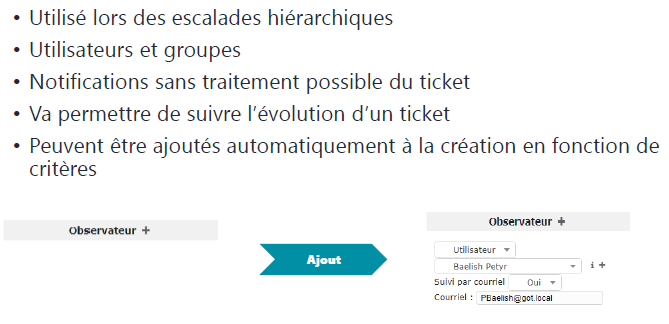 • Utilisé lors des escalades hiérarchiques
• Utilisateurs et groupes
• Notifications sans traitement possible du ticket
• Va permettre de suivre l’évolution d’un ticket
• Peuvent être ajoutés automatiquement à la création en fonction de
critères
Observateur +
Ajout
Observateur +
Utilisateur
Baelish Petyr i +
Suivi par courriel Oui
Courriel : PBaelish@got.local